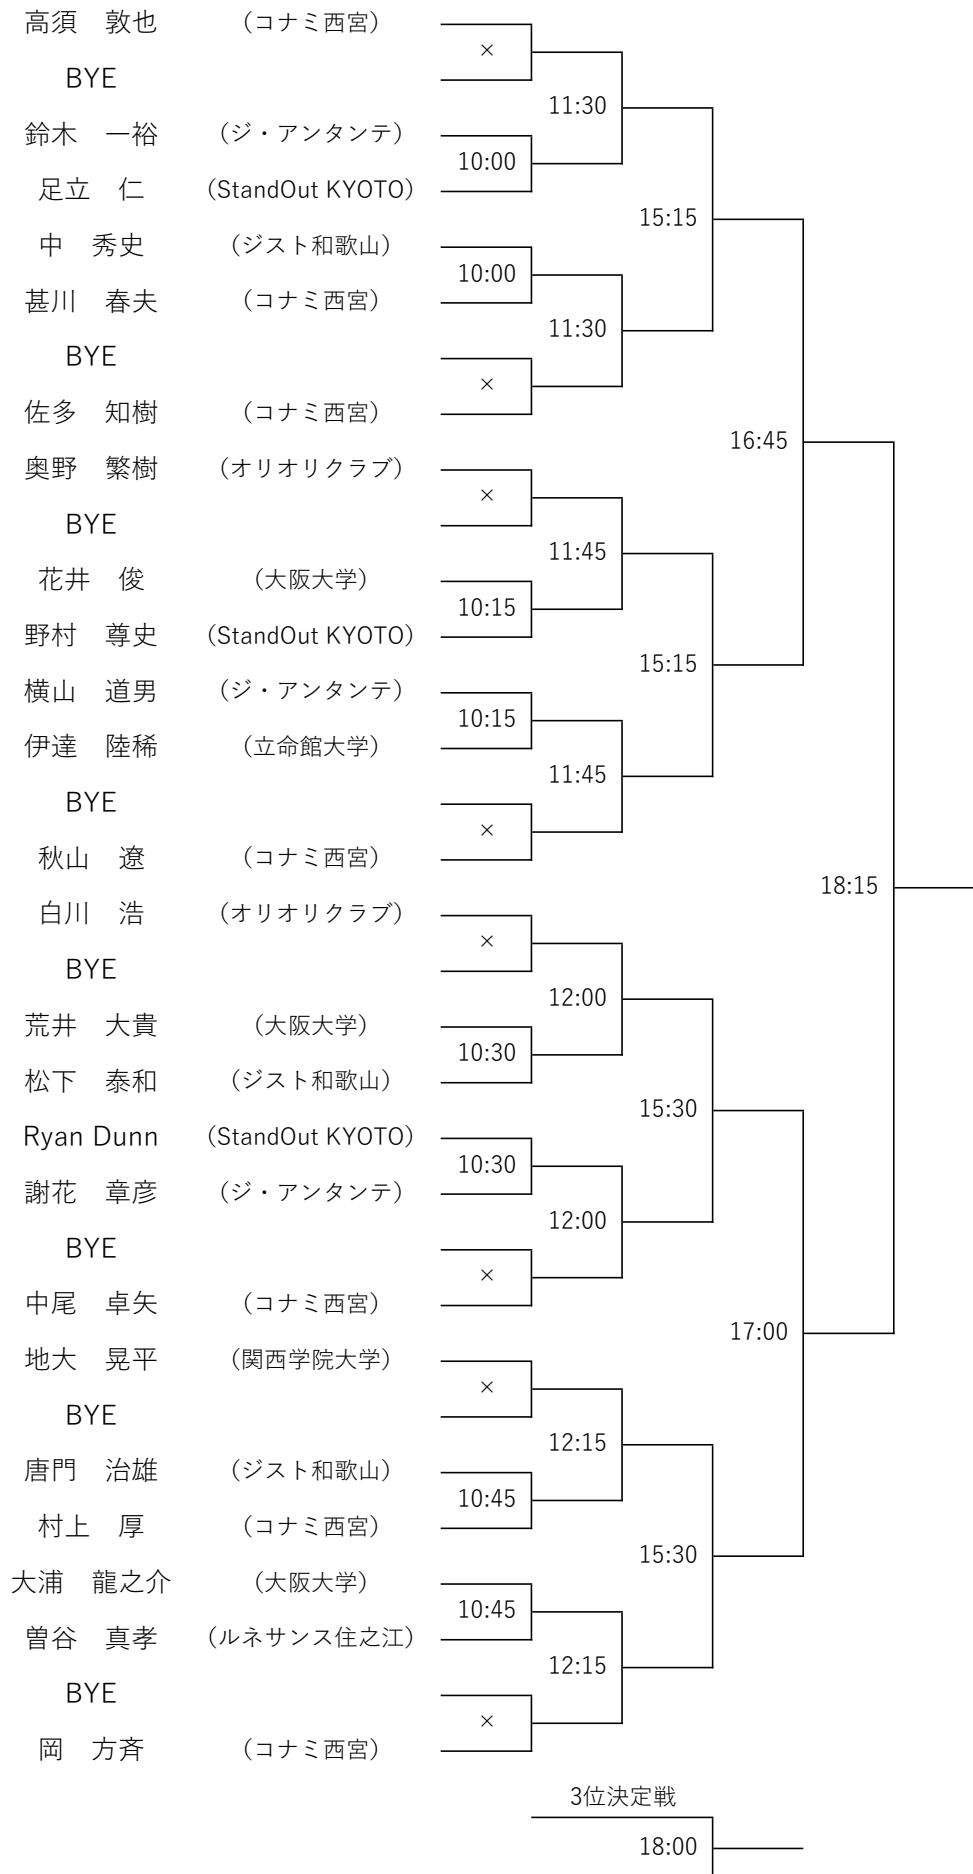 高須　敦也　（コナミ西宮）
×
BYE
11:30
鈴木　一裕　（ジ・アンタンテ）
10:00
足立　仁　（StandOut KYOTO）
15:15
中　秀史　（ジスト和歌山）
10:00
甚川　春夫　（コナミ西宮）
11:30
BYE
×
佐多　知樹　（コナミ西宮）
16:45
奥野　繁樹　（オリオリクラブ）
×
BYE
11:45
花井　俊　（大阪大学）
10:15
野村　尊史　（StandOut KYOTO）
15:15
横山　道男　（ジ・アンタンテ）
10:15
伊達　陸稀　（立命館大学）
11:45
BYE
×
秋山　遼　（コナミ西宮）
18:15
白川　浩　（オリオリクラブ）
×
BYE
12:00
荒井　大貴　（大阪大学）
10:30
松下　泰和　（ジスト和歌山）
15:30
Ryan Dunn　（StandOut KYOTO）
10:30
謝花　章彦　（ジ・アンタンテ）
12:00
BYE
×
中尾　卓矢　（コナミ西宮）
17:00
地大　晃平　（関西学院大学）
×
BYE
12:15
唐門　治雄　（ジスト和歌山）
10:45
村上　厚　（コナミ西宮）
15:30
大浦　龍之介　（大阪大学）
10:45
曽谷　真孝　（ルネサンス住之江）
12:15
BYE
×
岡　方斉　（コナミ西宮）
3位決定戦
18:00